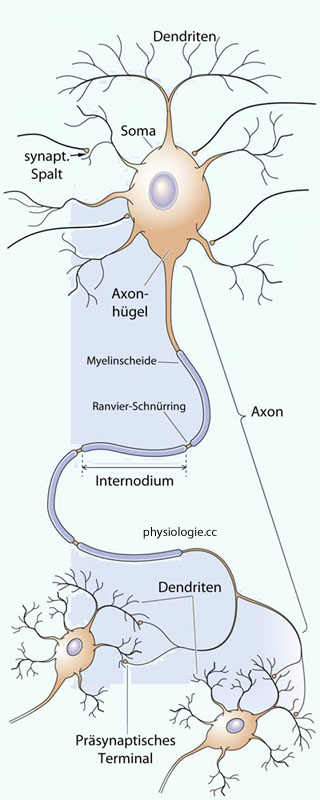 Dendriten
Soma
synapt.
Spalt
Axon-
hügel
Myelinscheide
Ranvier-Schnürring
Axon
Internodium
physiologie.cc
Dendriten
Präsynaptisches
Terminal